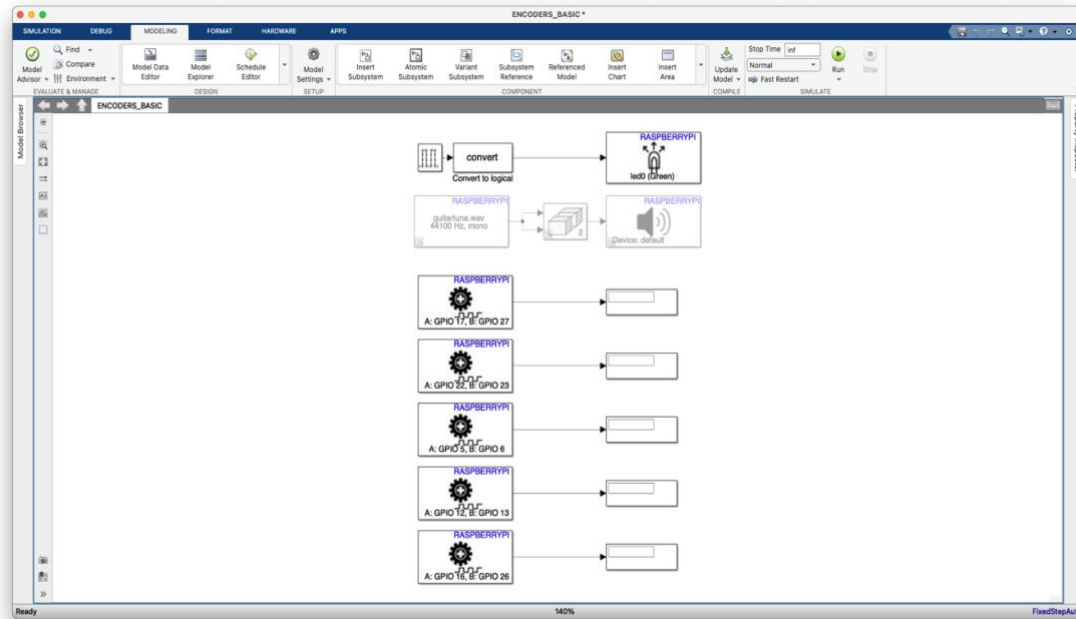 ENCODERS_BASIC *
SIMULATION DEBUG MODELING FORMAT HARDWARE APPS
Model Advisor
Find
Compare
Environment
Model Data Editor
Model Explorer
Schedule Editor
Model Settings
Insert Subsystem
Atomic Subsystem
Variant Subsystem
Subsystem Reference
Referenced Model
Insert Chart
Insert Area
Update Model
Stop Time inf
Normal
Fast Restart
Run
Stop
EVALUATE & MANAGE DESIGN SETUP COMPONENT COMPILE SIMULATE
Model Browser
ENCODERS_BASIC
convert
Convert to logical
RASPBERRYPI
led0 (Green)
RASPBERRYPI
guitartune.wav
44100 Hz, mono
2
RASPBERRYPI
Device: default
RASPBERRYPI
A: GPIO 17, B: GPIO 27
RASPBERRYPI
A: GPIO 22, B: GPIO 23
RASPBERRYPI
A: GPIO 5, B: GPIO 6
RASPBERRYPI
A: GPIO 12, B: GPIO 13
RASPBERRYPI
A: GPIO 16, B: GPIO 26
Ready 140% FixedStepAut